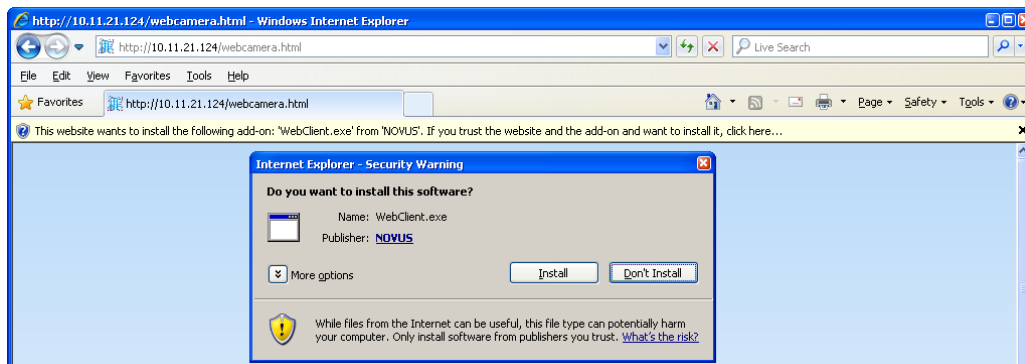 http://10.11.21.124/webcamera.html - Windows Internet Explorer
http://10.11.21.124/webcamera.html
Live Search
File Edit View Favorites Tools Help
Favorites
http://10.11.21.124/webcamera.html
Page Safety Tools
This website wants to install the following add-on: 'WebClient.exe' from 'NOVUS'. If you trust the website and the add-on and want to install it, click here...
Internet Explorer - Security Warning
Do you want to install this software?
Name: WebClient.exe
Publisher: NOVUS
More options
Install
Don't Install
While files from the Internet can be useful, this file type can potentially harm
your computer. Only install software from publishers you trust. What's the risk?